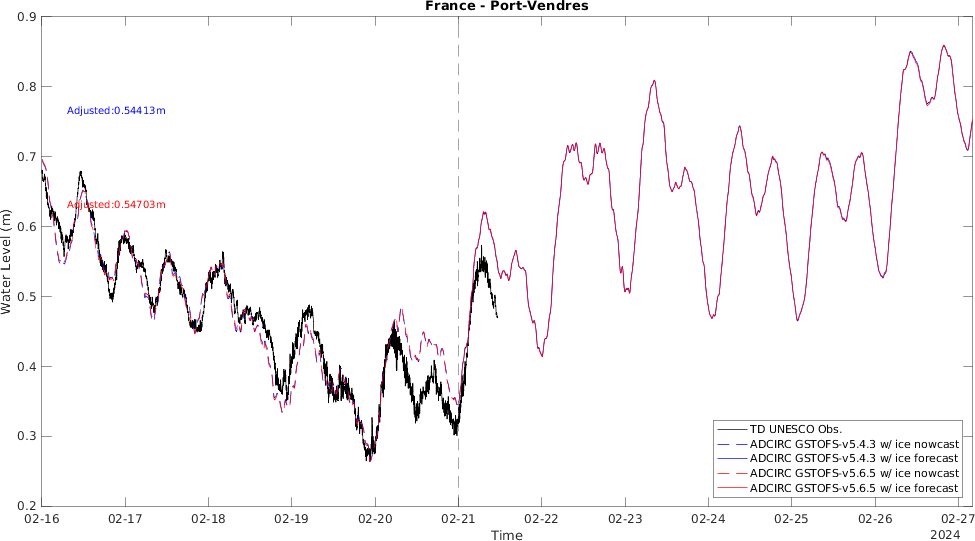 France - Port-Vendres
0.9
0.8
0.7
0.6
0.5
0.4
0.3
0.2
Water Level (m)
Adjusted:0.54413m
Adjusted:0.54703m
TD UNESCO Obs.
ADCIRC GSTOFS-v5.4.3 w/ ice nowcast
ADCIRC GSTOFS-v5.4.3 w/ ice forecast
ADCIRC GSTOFS-v5.6.5 w/ ice nowcast
ADCIRC GSTOFS-v5.6.5 w/ ice forecast
02-16 02-17 02-18 02-19 02-20 02-21 02-22 02-23 02-24 02-25 02-26 02-27
Time
2024